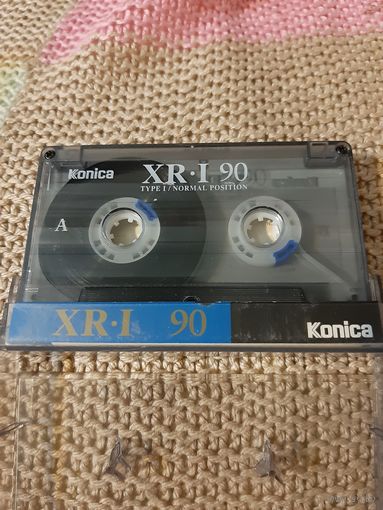 Konica
XR·I 90
TYPE I / NORMAL POSITION
A
XR·I 90
Konica